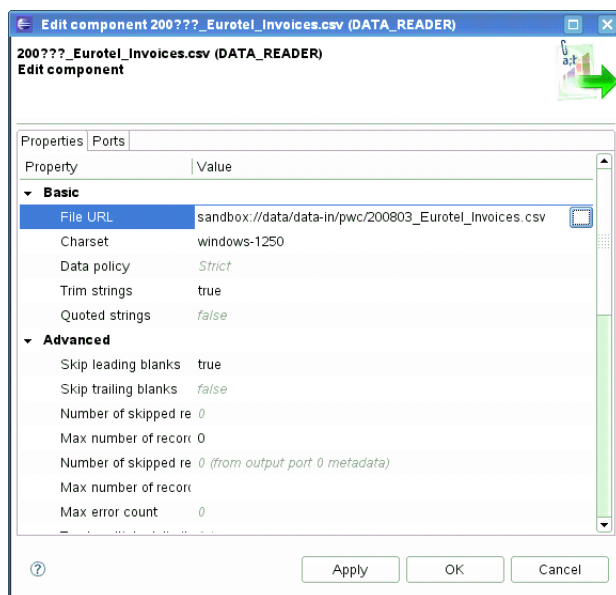 Edit component 200???_Eurotel_Invoices.csv (DATA_READER)
200???_Eurotel_Invoices.csv (DATA_READER)
Edit component
a;b
Properties Ports
Property Value
Basic
File URL sandbox://data/data-in/pwc/200803_Eurotel_Invoices.csv
Charset windows-1250
Data policy Strict
Trim strings true
Quoted strings false
Advanced
Skip leading blanks true
Skip trailing blanks false
Number of skipped re 0
Max number of recor 0
Number of skipped re 0 (from output port 0 metadata)
Max number of recor
Max error count 0
? Apply OK Cancel